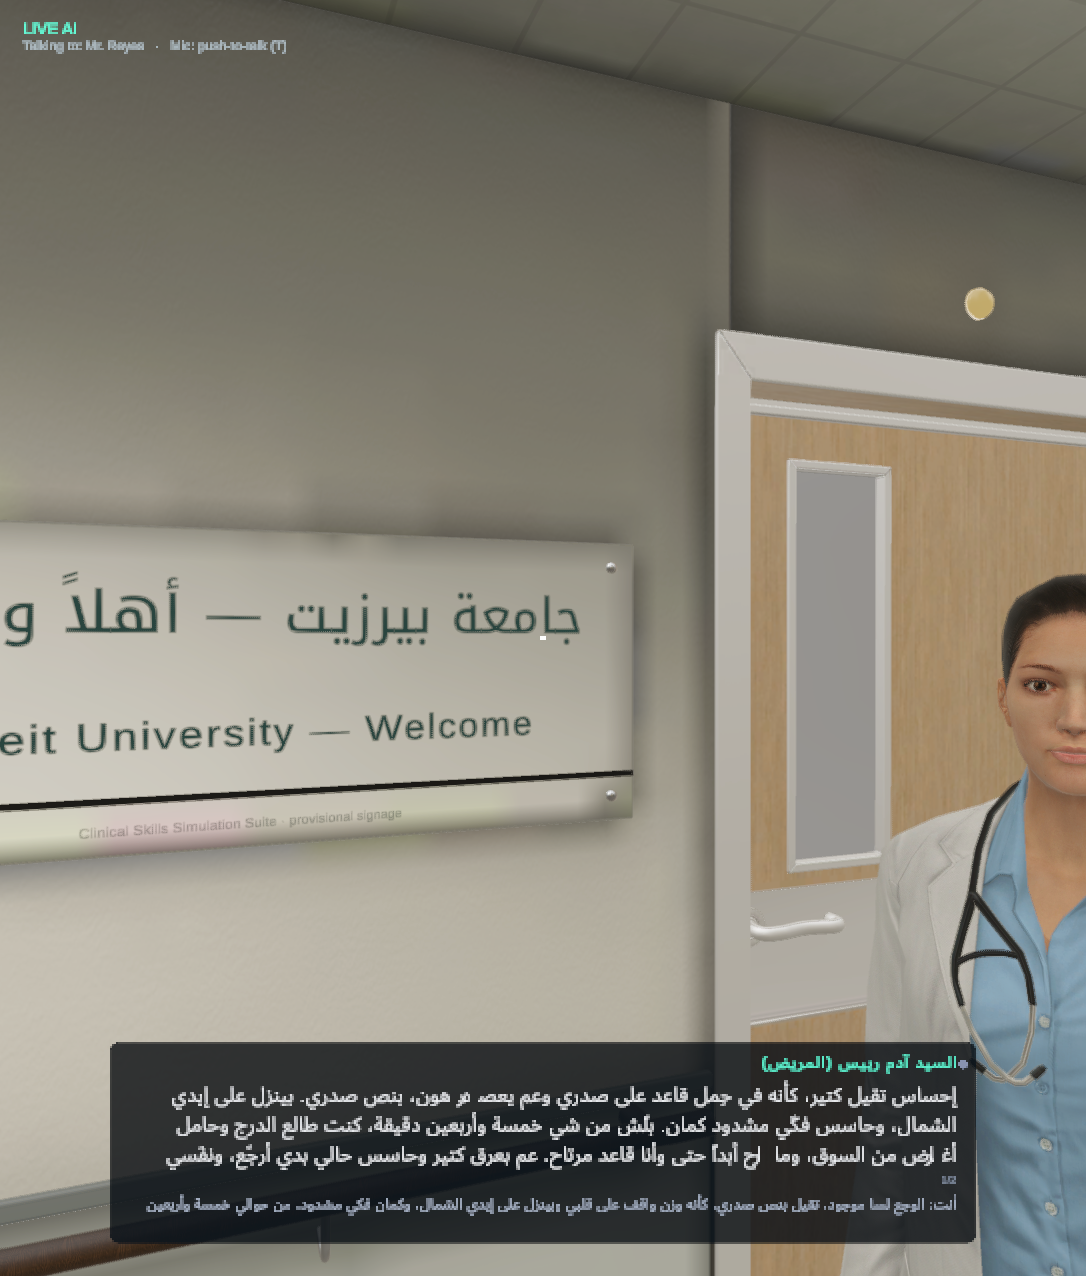 LIVE AI
Talking to: Mr. Reyes · Mic: push-to-talk (T)
جامعة بيرزيت — أهلاً و
eit University — Welcome
Clinical Skills Simulation Suite · provisional signage
السيد آدم رييس (المريض)
إحساس تقيل كتير، كأنه في جمل قاعد على صدري وعم يعصر هون، بنص صدري. بينزل على إيدي
الشمال، وحاسس فكّي مشدود كمان. بلّش من شي خمسة وأربعين دقيقة، كنت طالع الدرج وحامل
من السوق، وما أبداً حتى وأنا قاعد مرتاح. عم بعرق كتير وحاسس حالي بدي أرجّع، ونفسي
1/2
أنت: الوجع لسا موجود. تقيل بنص صدري، كأنه وزن واقف على قلبي وبينزل على إيدي الشمال، وكمان فكي مشدود. من حوالي خمسة وأربعين